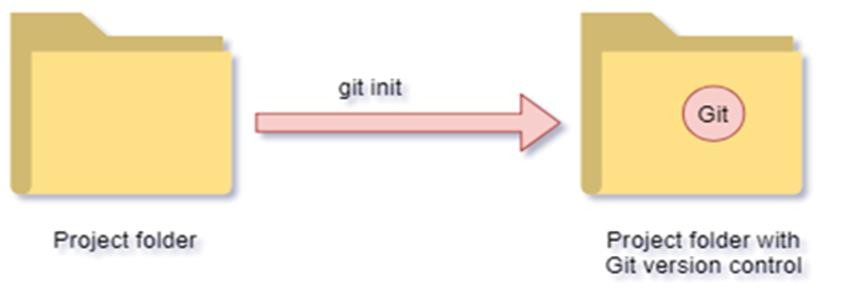 git init
Git
Project folder
Project folder with
Git version control